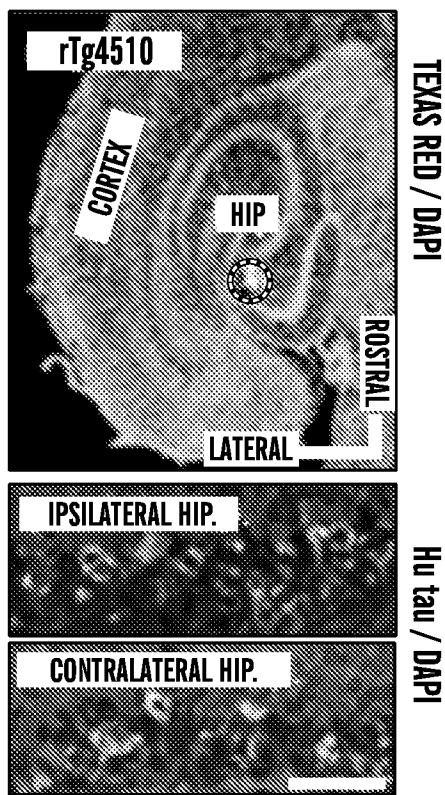 rTg4510
CORTEX
HIP
ROSTRAL
LATERAL
TEXAS RED / DAPI
IPSILATERAL HIP.
CONTRALATERAL HIP.
Hu tau / DAPI